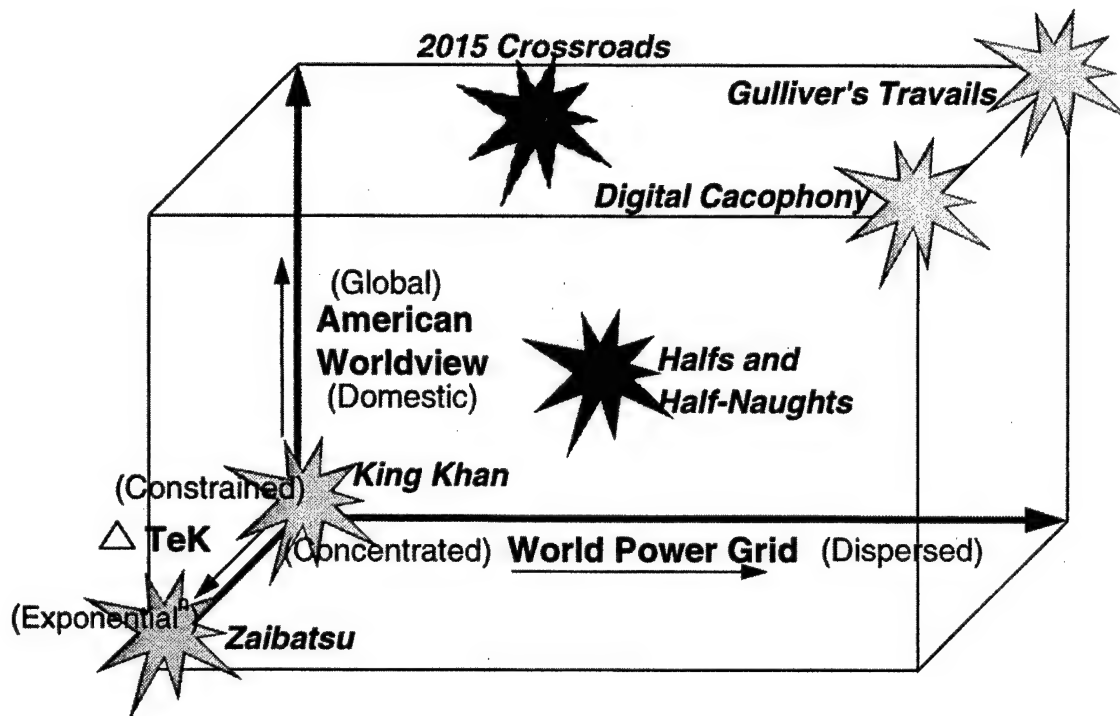 2015 Crossroads
Gulliver's Travails
Digital Cacophony
(Global)
American
Worldview
(Domestic)
Halfs and
Half-Naughts
King Khan
(Constrained)
△ TeK
(Concentrated) World Power Grid (Dispersed)
(Exponentialⁿ)
Zaibatsu